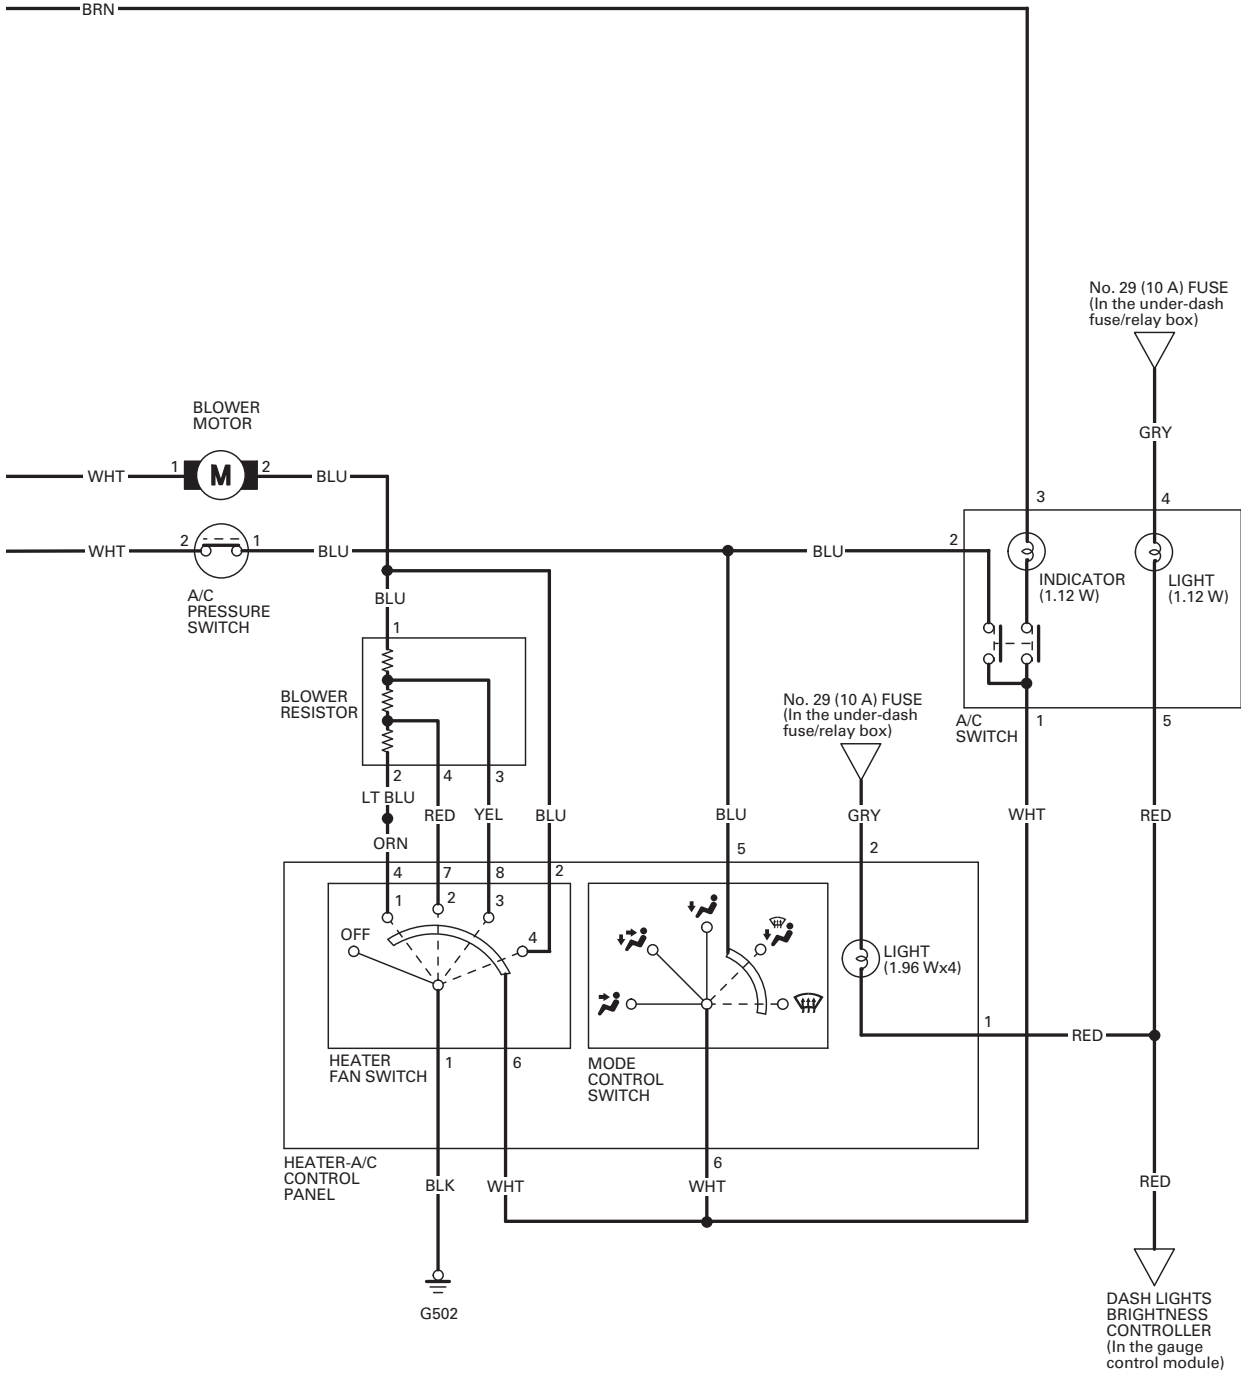 BRN
No. 29 (10 A) FUSE
(In the under-dash
fuse/relay box)
BLOWER
MOTOR
GRY
WHT
1
M
2
BLU
3
4
WHT
2
1
BLU
BLU
2
A/C
PRESSURE
SWITCH
BLU
INDICATOR
(1.12 W)
LIGHT
(1.12 W)
1
BLOWER
RESISTOR
No. 29 (10 A) FUSE
(In the under-dash
fuse/relay box)
A/C
SWITCH
1
5
2
4
3
LT BLU
RED
YEL
BLU
BLU
GRY
WHT
RED
ORN
5
2
4
7
8
2
1
2
3
OFF
4
LIGHT
(1.96 Wx4)
1
RED
HEATER
FAN SWITCH
1
6
MODE
CONTROL
SWITCH
HEATER-A/C
CONTROL
PANEL
6
BLK
WHT
WHT
RED
G502
DASH LIGHTS
BRIGHTNESS
CONTROLLER
(In the gauge
control module)